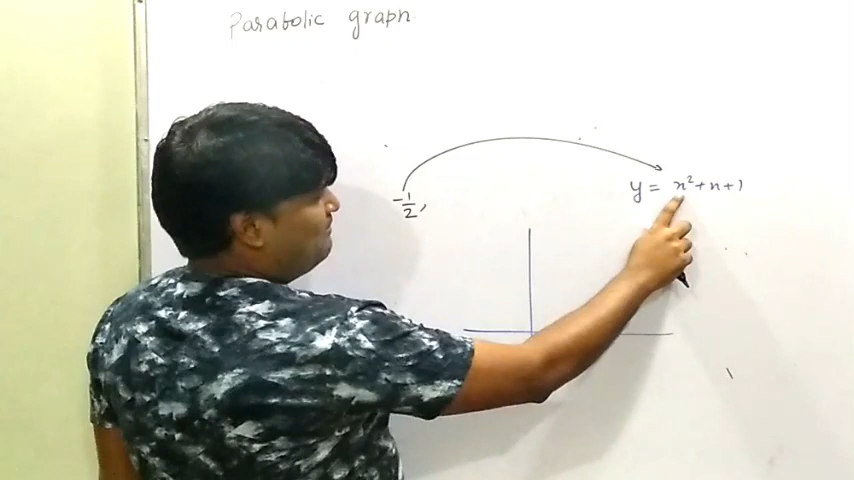 Parabolic graph
y = x²+x+1
-1/2,